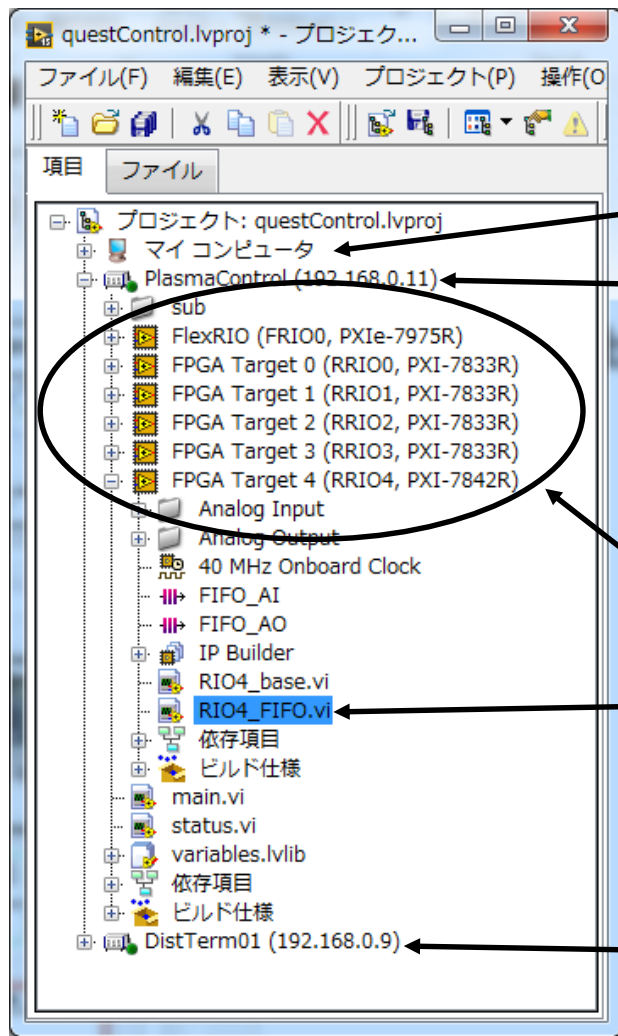 questControl.lvproj * - プロジェク...
ファイル(F) 編集(E) 表示(V) プロジェクト(P) 操作(O
項目 ファイル
プロジェクト: questControl.lvproj
マイ コンピュータ
PlasmaControl (192.168.0.11)
sub
FlexRIO (FRIO0, PXIe-7975R)
FPGA Target 0 (RRIO0, PXI-7833R)
FPGA Target 1 (RRIO1, PXI-7833R)
FPGA Target 2 (RRIO2, PXI-7833R)
FPGA Target 3 (RRIO3, PXI-7833R)
FPGA Target 4 (RRIO4, PXI-7842R)
Analog Input
Analog Output
40 MHz Onboard Clock
FIFO_AI
FIFO_AO
IP Builder
RIO4_base.vi
RIO4_FIFO.vi
依存項目
ビルド仕様
main.vi
status.vi
variables.lvlib
依存項目
ビルド仕様
DistTerm01 (192.168.0.9)